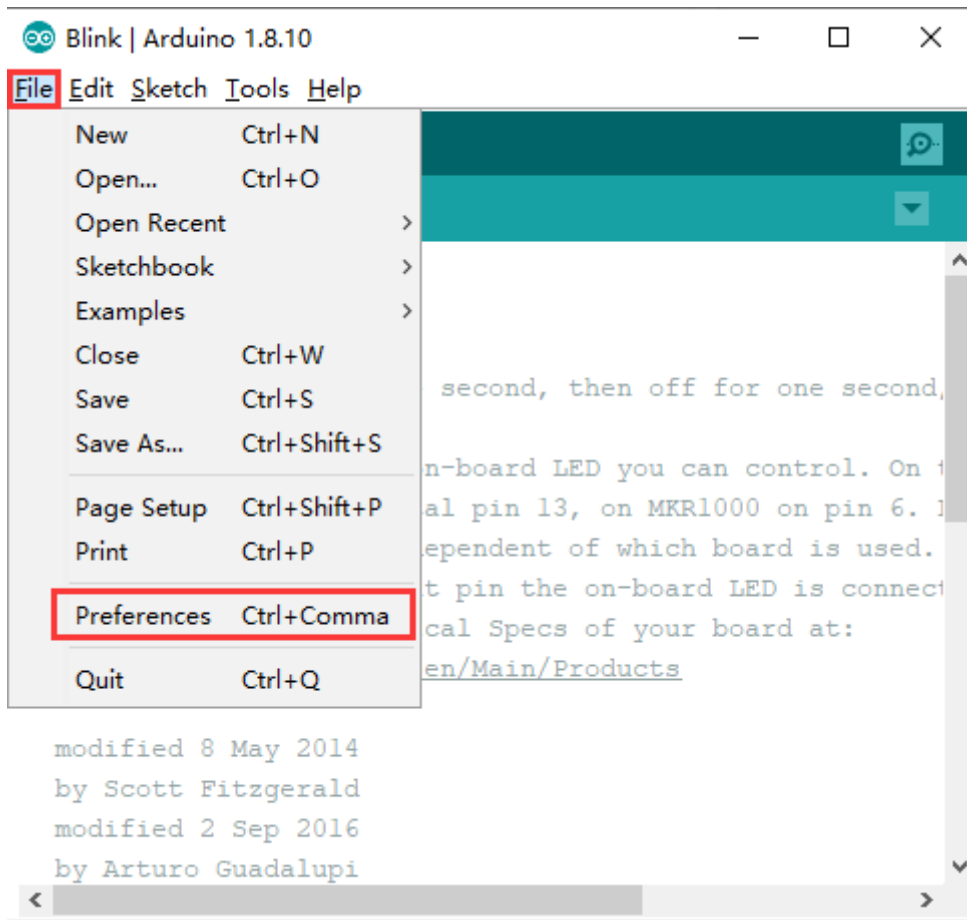 Blink | Arduino 1.8.10
File Edit Sketch Tools Help
New Ctrl+N
Open... Ctrl+O
Open Recent
Sketchbook
Examples
Close Ctrl+W
Save Ctrl+S
Save As... Ctrl+Shift+S
Page Setup Ctrl+Shift+P
Print Ctrl+P
Preferences Ctrl+Comma
Quit Ctrl+Q
second, then off for one second,
n-board LED you can control. On
al pin 13, on MKR1000 on pin 6.
ependent of which board is used.
t pin the on-board LED is connect
cal Specs of your board at:
en/Main/Products
modified 8 May 2014
by Scott Fitzgerald
modified 2 Sep 2016
by Arturo Guadalupi